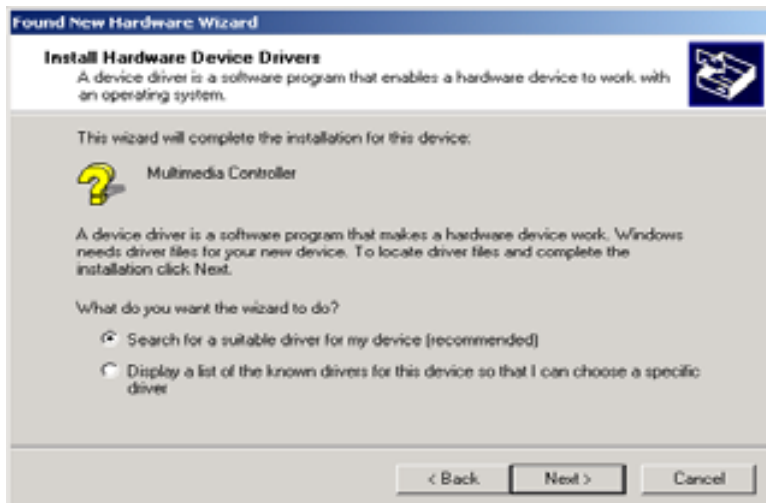 Found New Hardware Wizard
Install Hardware Device Drivers
A device driver is a software program that enables a hardware device to work with
an operating system.
This wizard will complete the installation for this device:
Multimedia Controller
A device driver is a software program that makes a hardware device work. Windows
needs driver files for your new device. To locate driver files and complete the
installation click Next.
What do you want the wizard to do?
Search for a suitable driver for my device (recommended)
Display a list of the known drivers for this device so that I can choose a specific
driver
< Back Next > Cancel